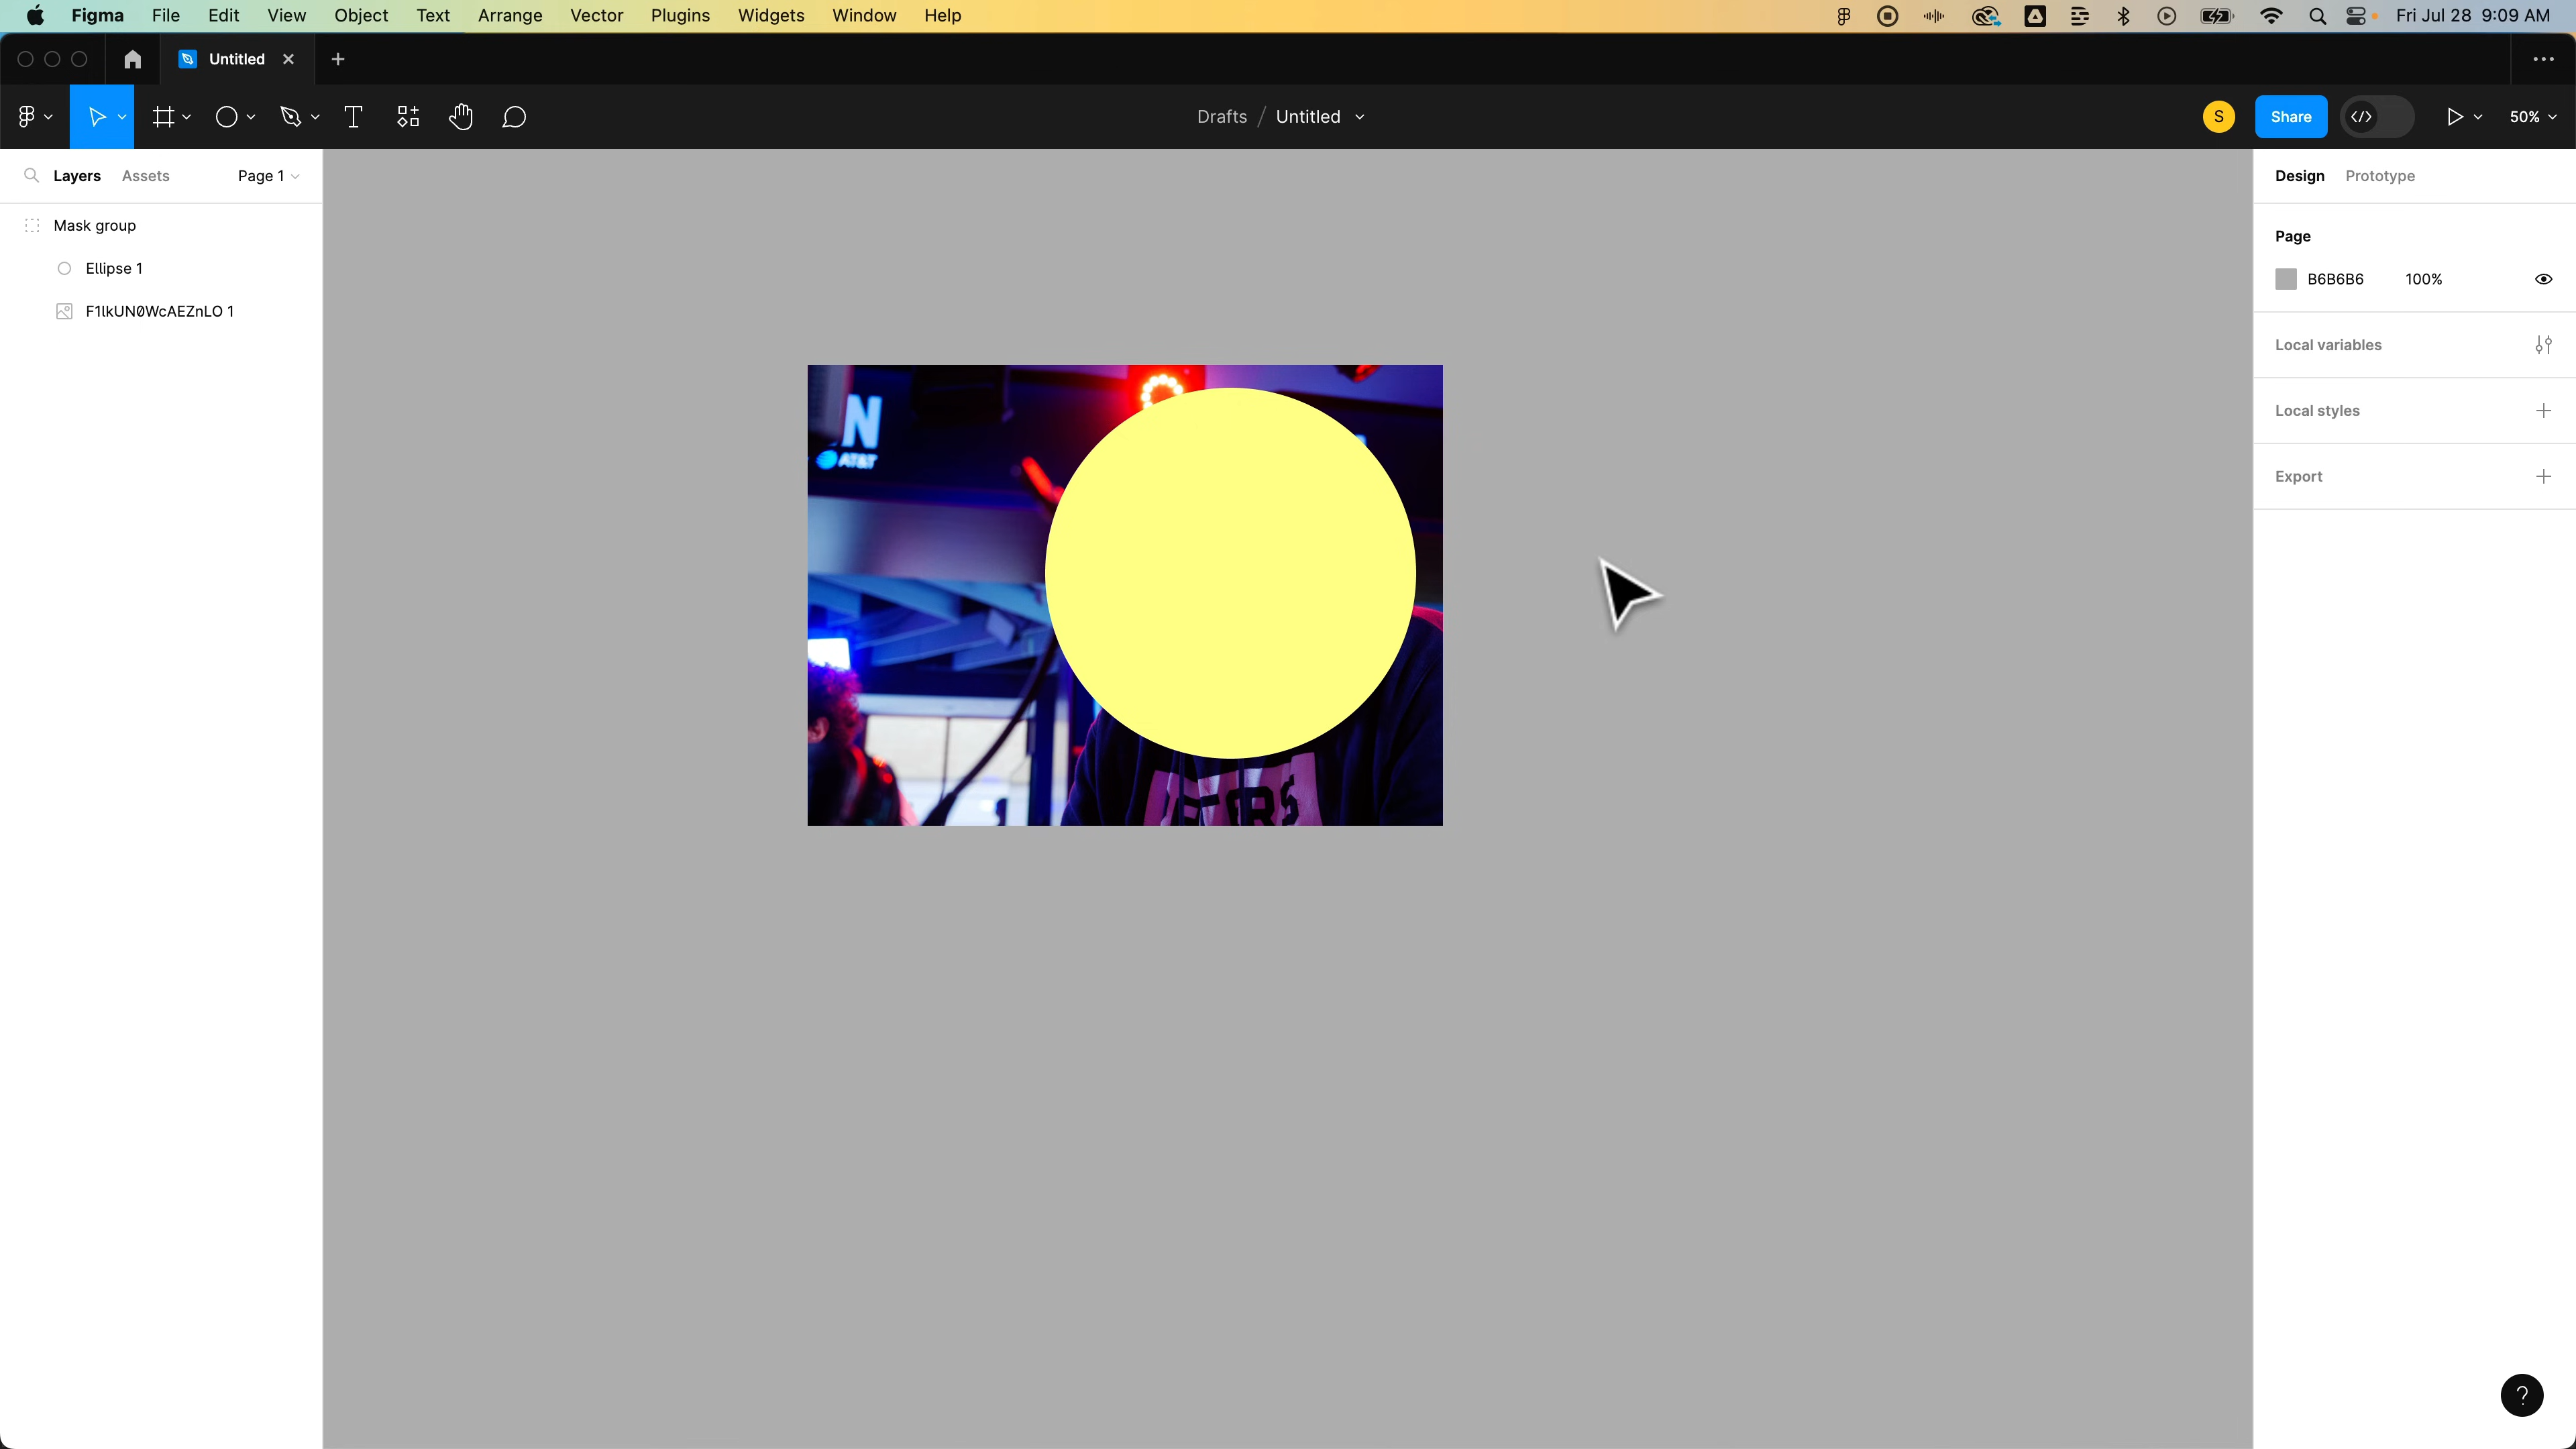 Figma File Edit View Object Text Arrange Vector Plugins Widgets Window Help Fri Jul 28 9:09 AM
Untitled
Drafts / Untitled S Share 50%
Layers Assets Page 1 Design Prototype
Mask group
Page
Ellipse 1
B6B6B6 100%
F1lkUN0WcAEZnLO 1
Local variables
Local styles
Export
N
AT&T
?